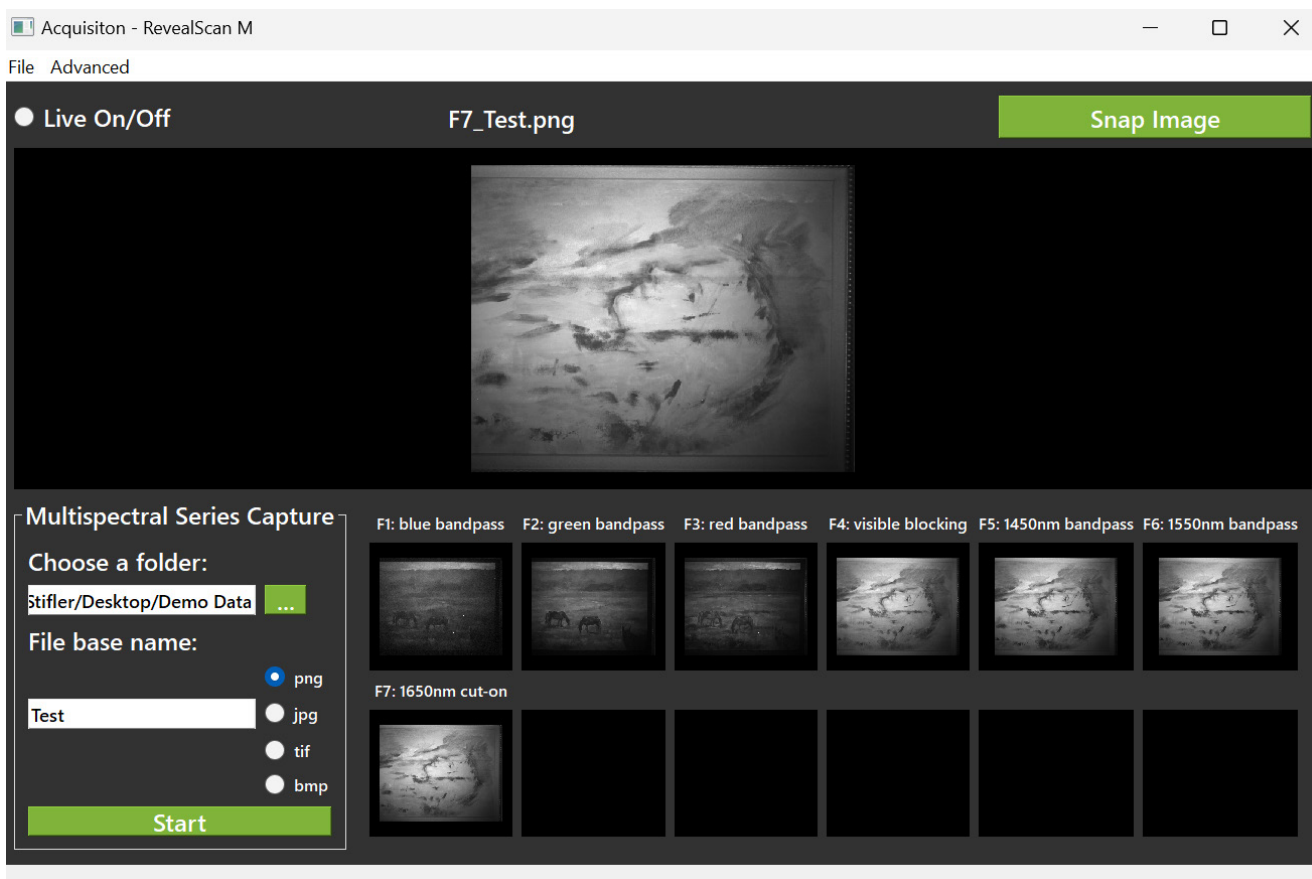 Acquisiton - RevealScan M
File Advanced
Live On/Off
F7_Test.png
Snap Image
Multispectral Series Capture
Choose a folder:
Stifler/Desktop/Demo Data
...
File base name:
png
Test
jpg
tif
bmp
Start
F1: blue bandpass
F2: green bandpass
F3: red bandpass
F4: visible blocking
F5: 1450nm bandpass
F6: 1550nm bandpass
F7: 1650nm cut-on